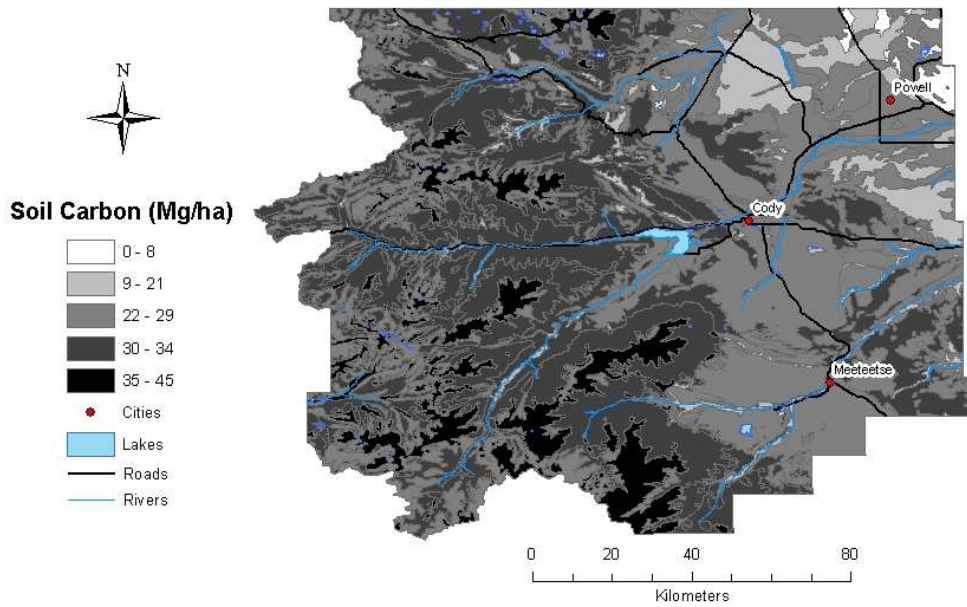 N
Soil Carbon (Mg/ha)
0 - 8
9 - 21
22 - 29
30 - 34
35 - 45
Cities
Lakes
Roads
Rivers
Powell
Cody
Meeteetse
0 20 40 80
Kilometers